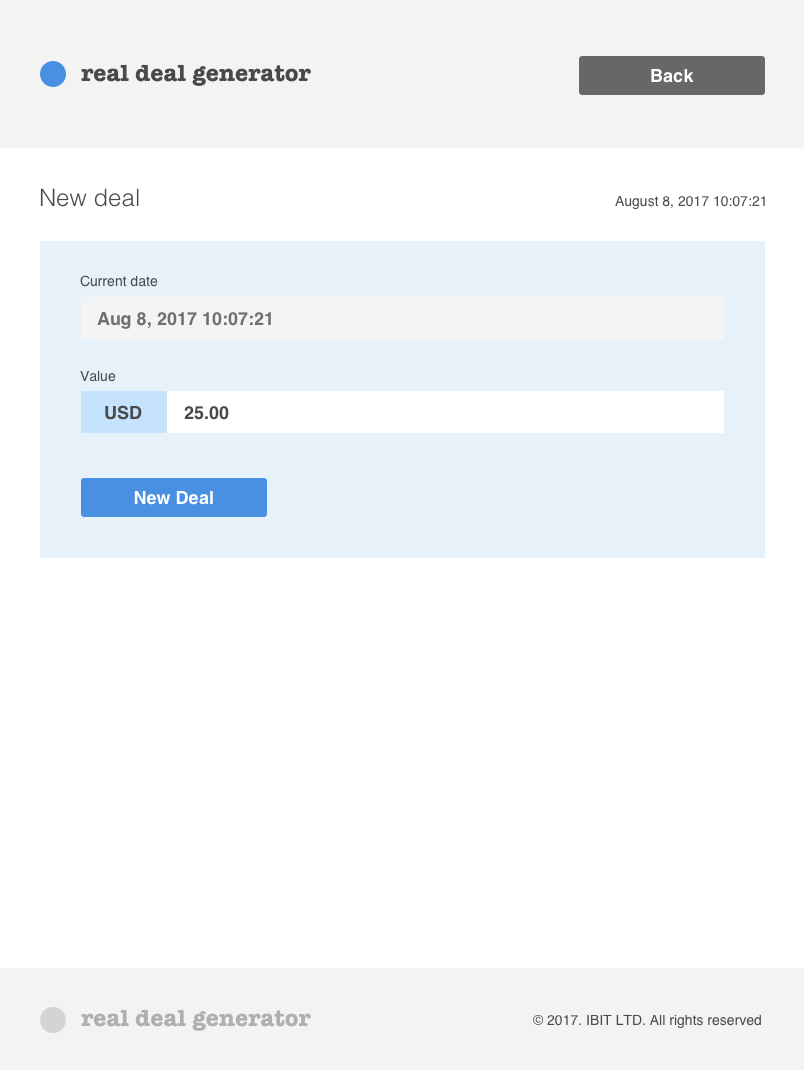 real deal generator
Back
New deal
August 8, 2017 10:07:21
Current date
Aug 8, 2017 10:07:21
Value
USD
25.00
New Deal
real deal generator
© 2017. IBIT LTD. All rights reserved